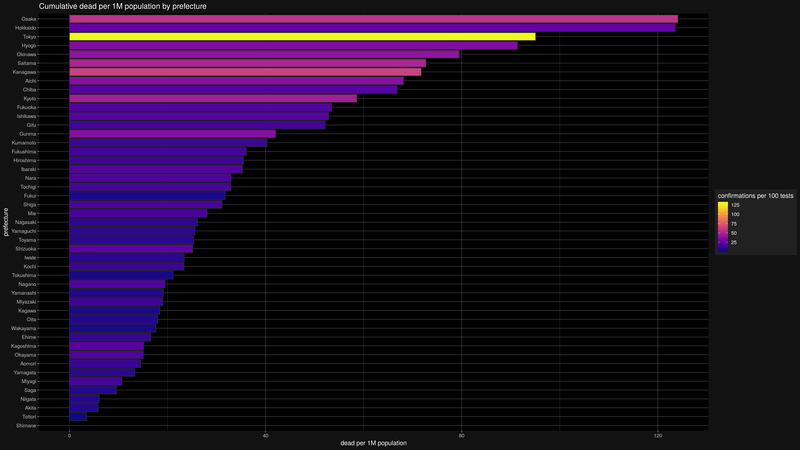 Cumulative dead per 1M population by prefecture
prefecture
Osaka
Hokkaido
Tokyo
Hyogo
Okinawa
Saitama
Kanagawa
Aichi
Chiba
Kyoto
Fukuoka
Ishikawa
Gifu
Gunma
Kumamoto
Fukushima
Hiroshima
Ibaraki
Nara
Tochigi
Fukui
Shiga
Mie
Nagasaki
Yamaguchi
Toyama
Shizuoka
Iwate
Kochi
Tokushima
Nagano
Yamanashi
Miyazaki
Kagawa
Oita
Wakayama
Ehime
Kagoshima
Okayama
Aomori
Yamagata
Miyagi
Saga
Niigata
Akita
Tottori
Shimane
0 40 80 120
dead per 1M population
confirmations per 100 tests
125
100
75
50
25